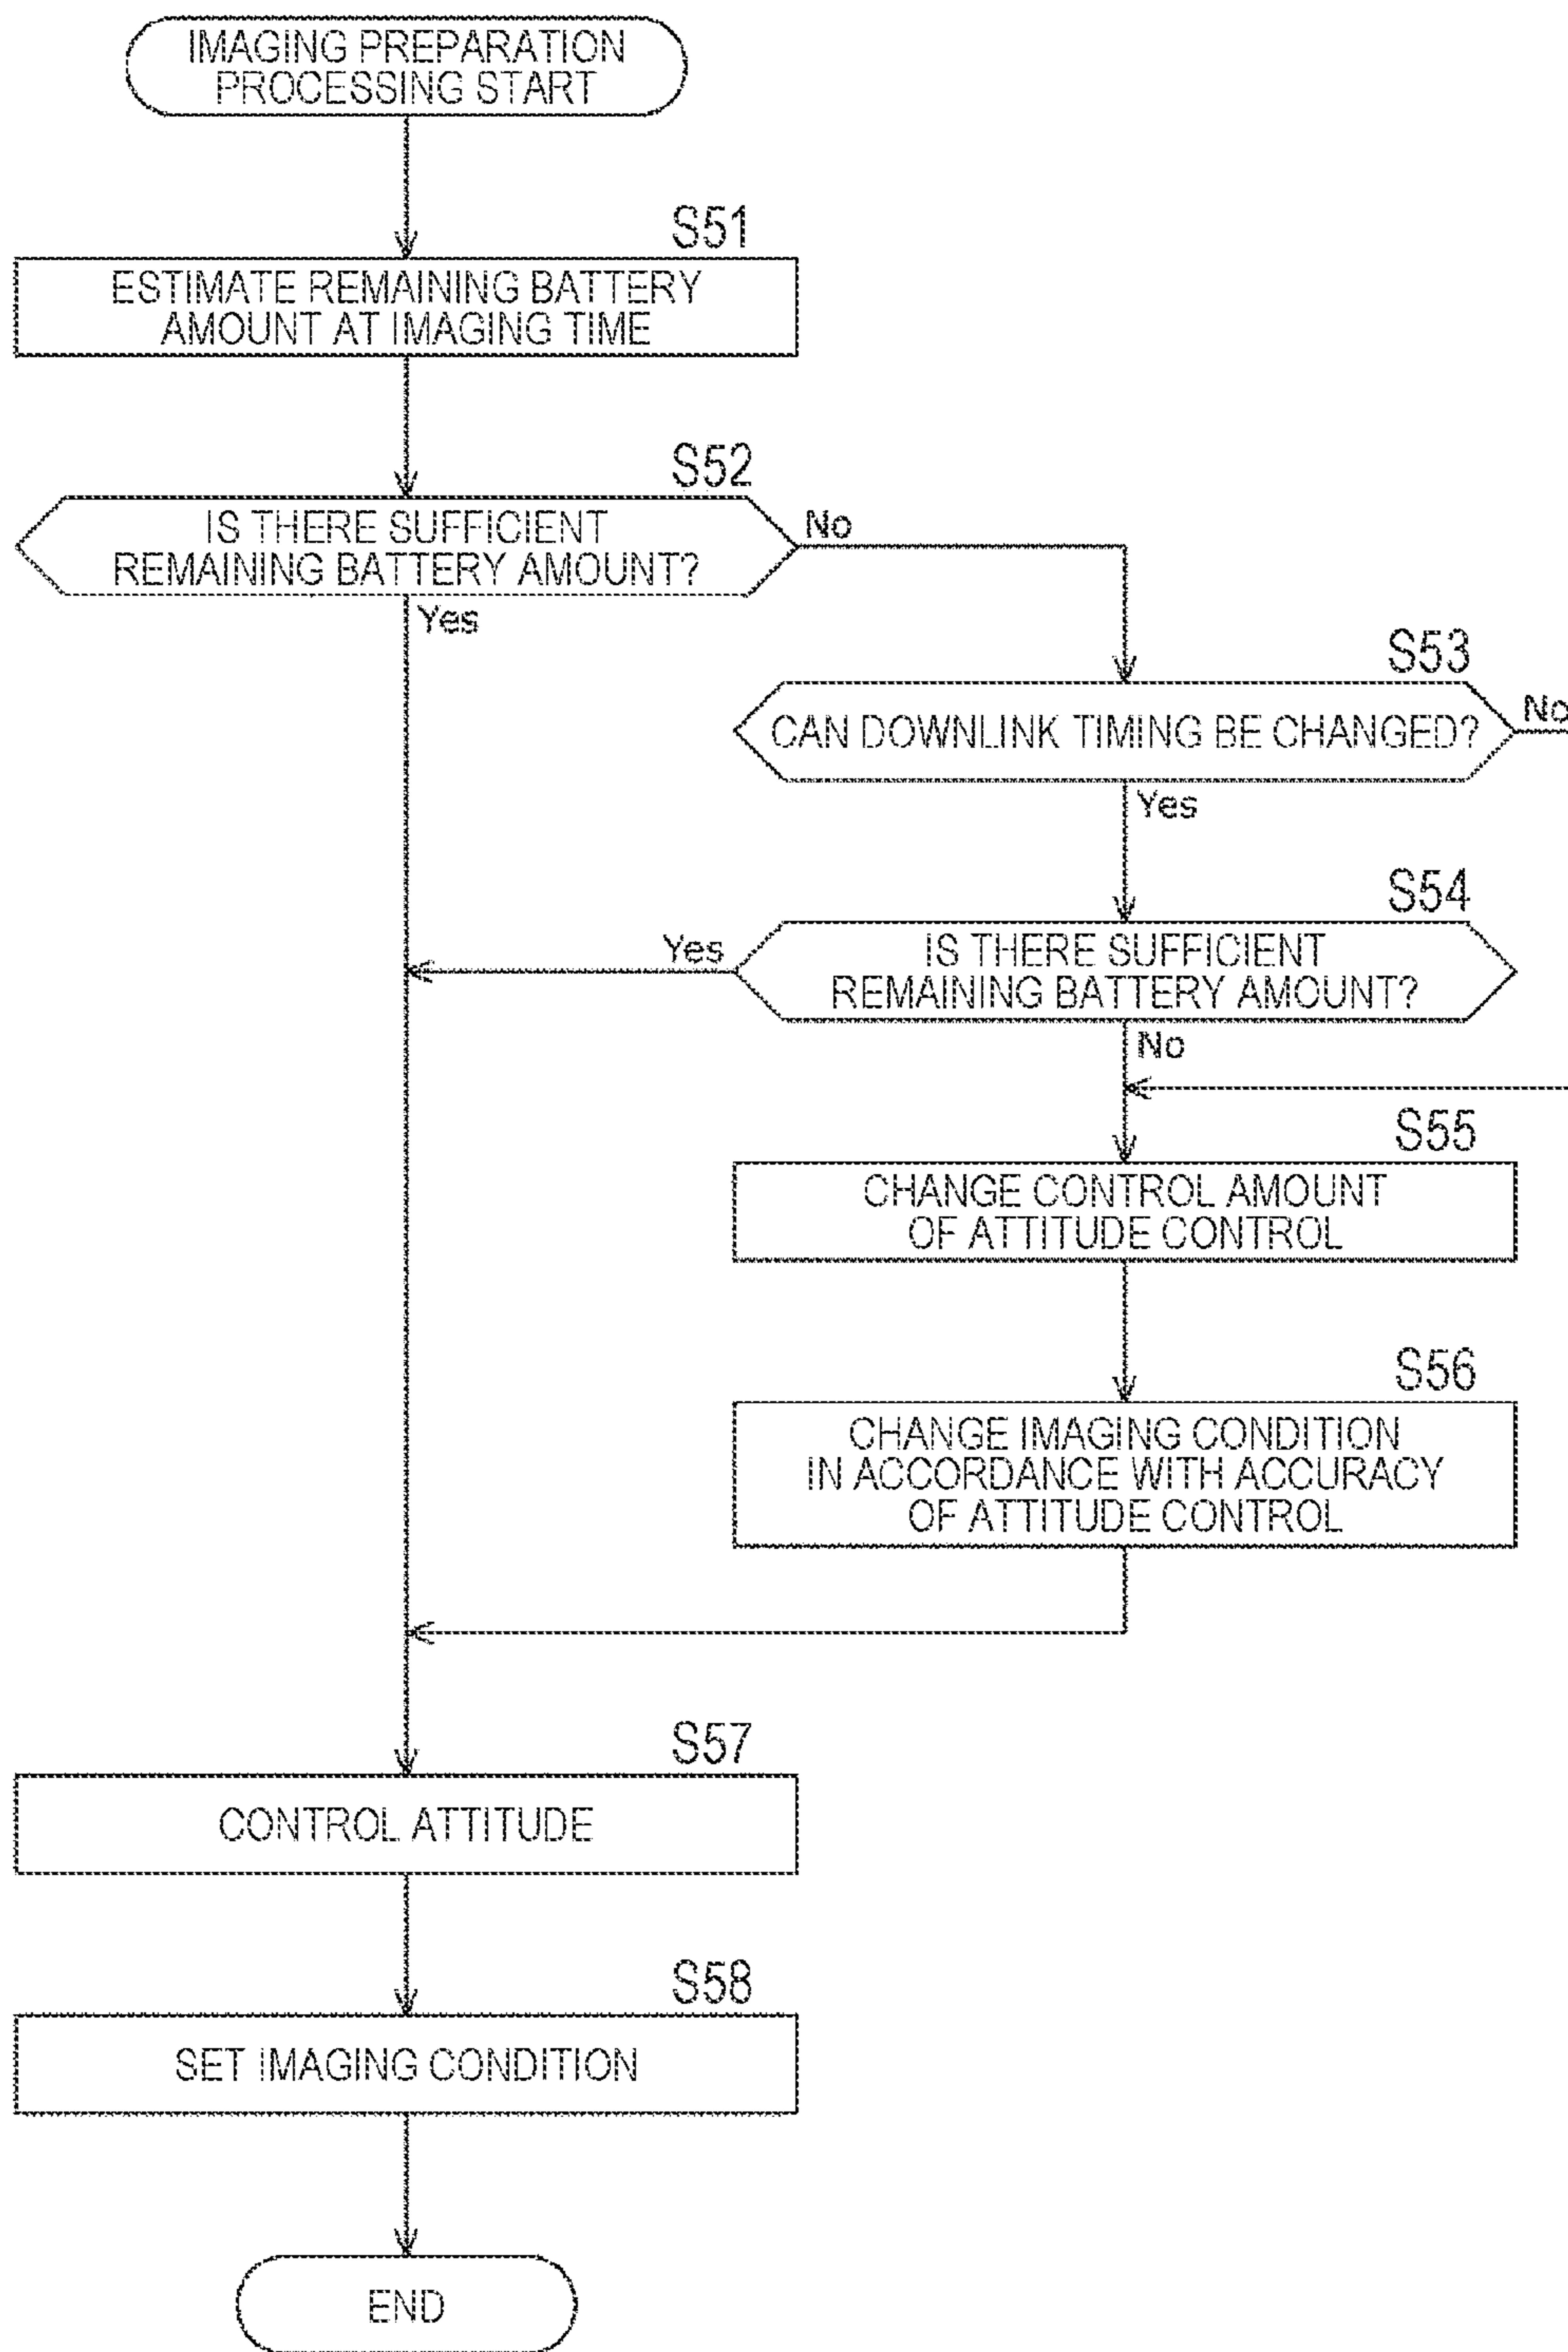 IMAGING PREPARATION
PROCESSING START
S51
ESTIMATE REMAINING BATTERY
AMOUNT AT IMAGING TIME
S52
IS THERE SUFFICIENT
REMAINING BATTERY AMOUNT?
No
Yes
S53
CAN DOWNLINK TIMING BE CHANGED?
No
Yes
S54
IS THERE SUFFICIENT
REMAINING BATTERY AMOUNT?
Yes
No
S55
CHANGE CONTROL AMOUNT
OF ATTITUDE CONTROL
S56
CHANGE IMAGING CONDITION
IN ACCORDANCE WITH ACCURACY
OF ATTITUDE CONTROL
S57
CONTROL ATTITUDE
S58
SET IMAGING CONDITION
END